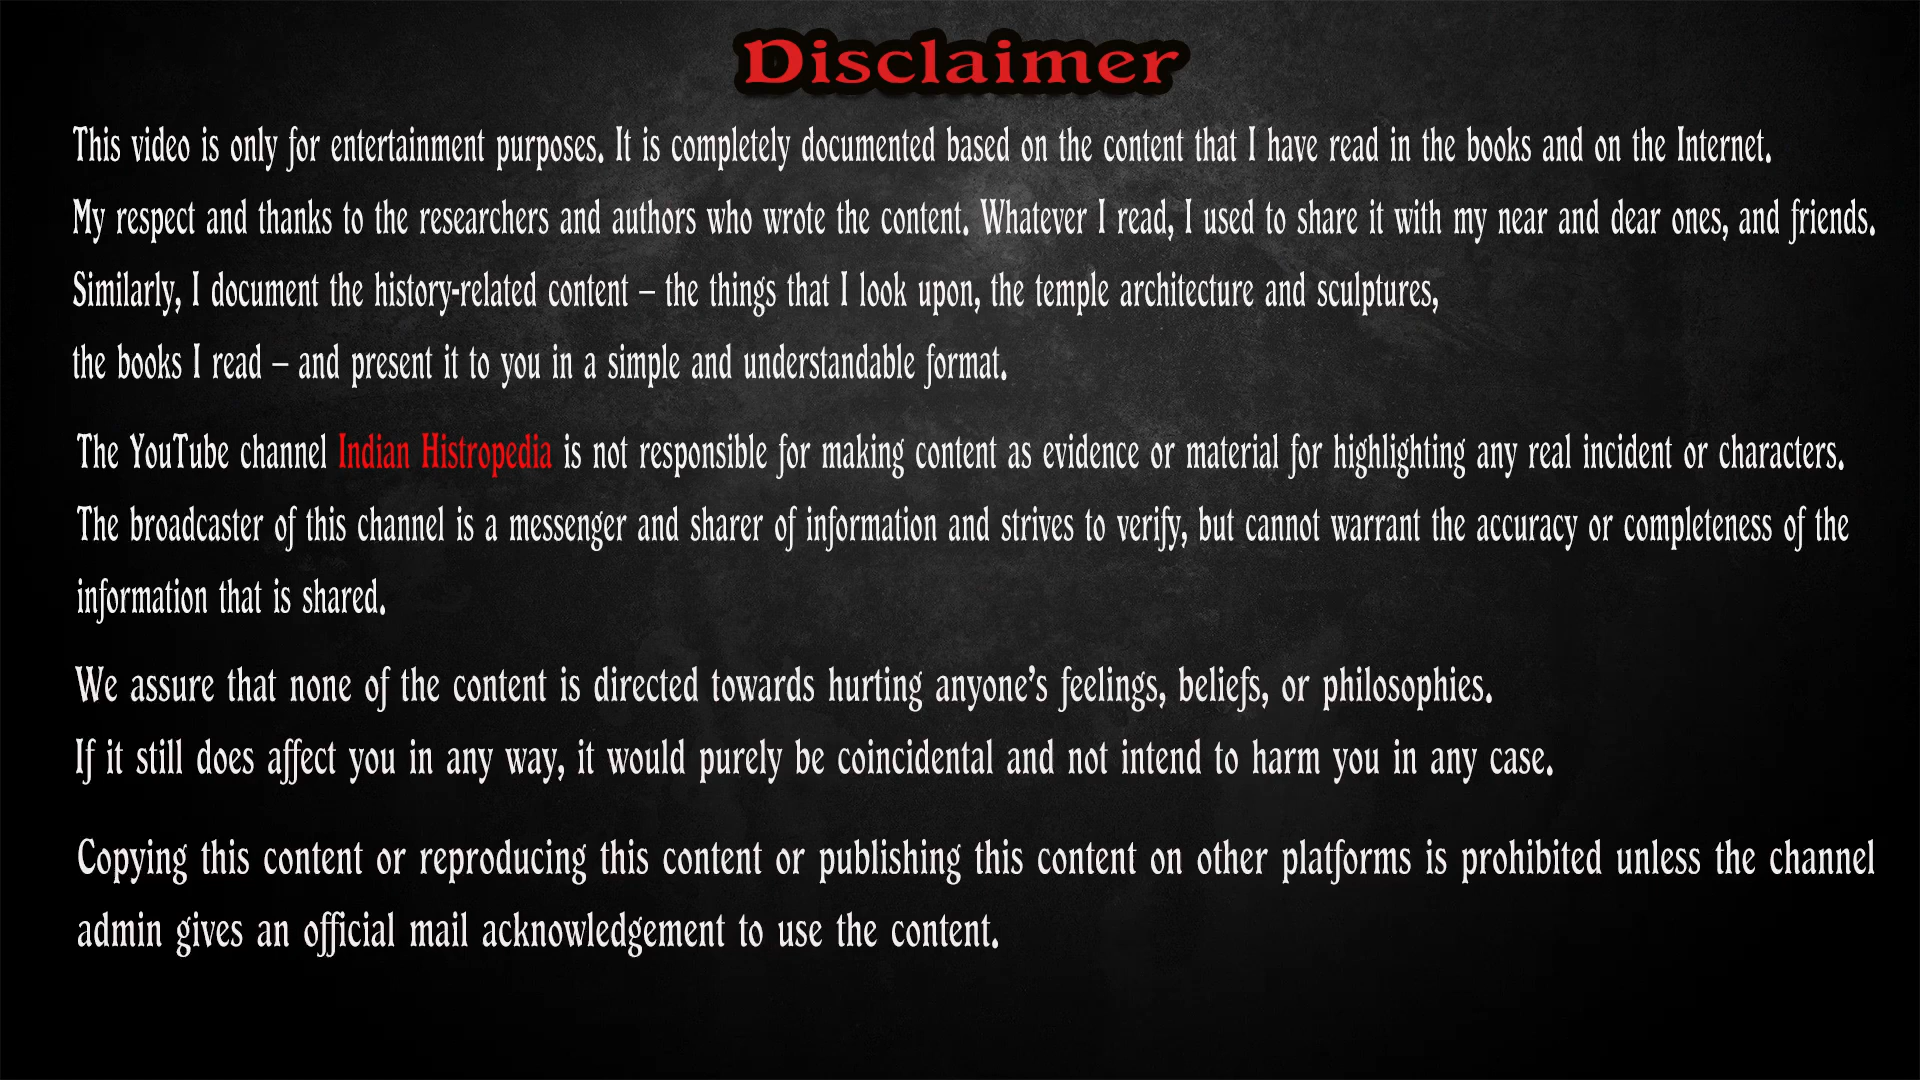 Disclaimer
This video is only for entertainment purposes. It is completely documented based on the content that I have read in the books and on the Internet.
My respect and thanks to the researchers and authors who wrote the content. Whatever I read, I used to share it with my near and dear ones, and friends.
Similarly, I document the history-related content – the things that I look upon, the temple architecture and sculptures,
the books I read – and present it to you in a simple and understandable format.
The YouTube channel Indian Histropedia is not responsible for making content as evidence or material for highlighting any real incident or characters.
The broadcaster of this channel is a messenger and sharer of information and strives to verify, but cannot warrant the accuracy or completeness of the
information that is shared.
We assure that none of the content is directed towards hurting anyone’s feelings, beliefs, or philosophies.
If it still does affect you in any way, it would purely be coincidental and not intend to harm you in any case.
Copying this content or reproducing this content or publishing this content on other platforms is prohibited unless the channel
admin gives an official mail acknowledgement to use the content.